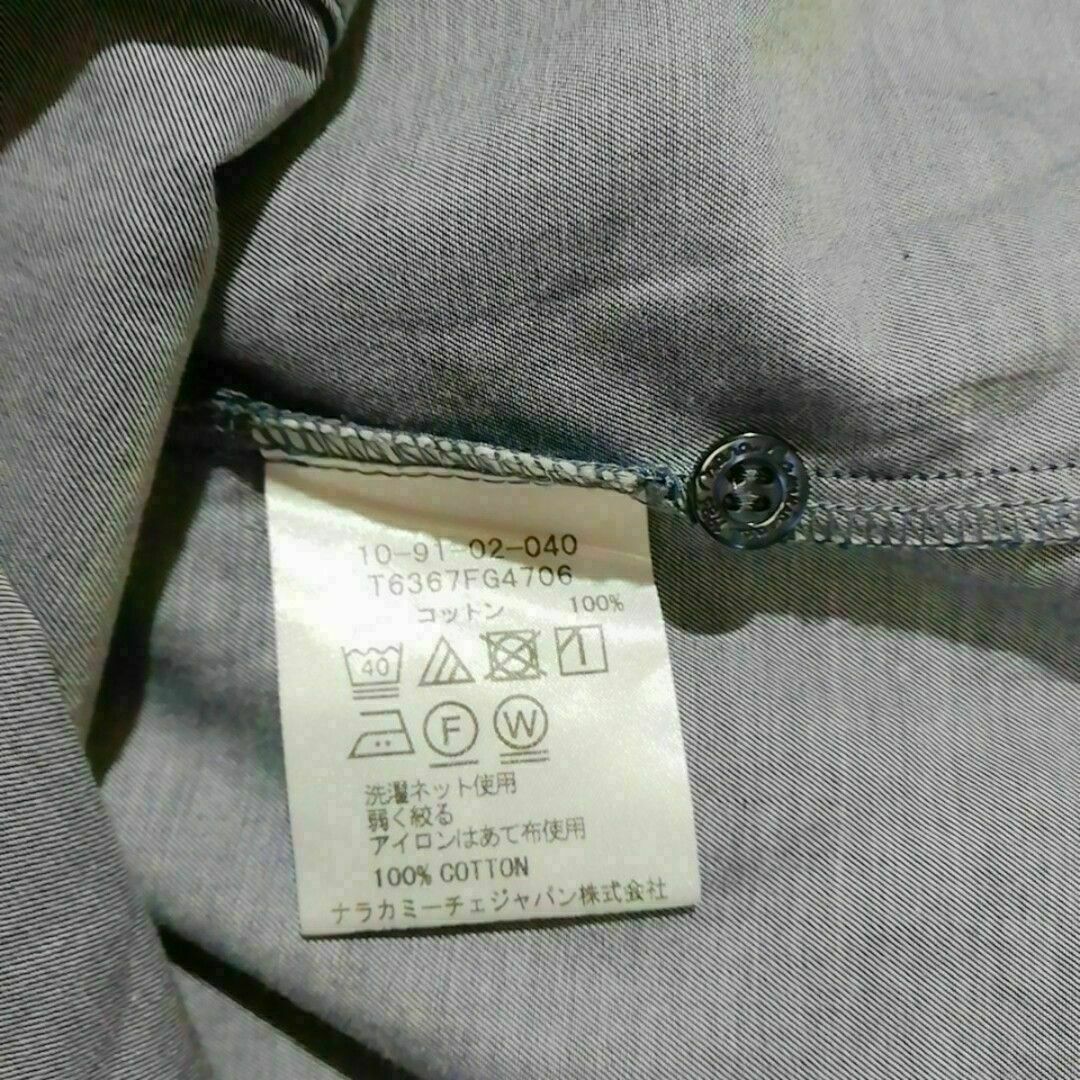 10-91-02-040
T6367FG4706
コットン 100%
40
F W
洗濯ネット使用
弱く絞る
アイロンはあて布使用
100% COTTON
ナラカミーチェジャパン株式会社